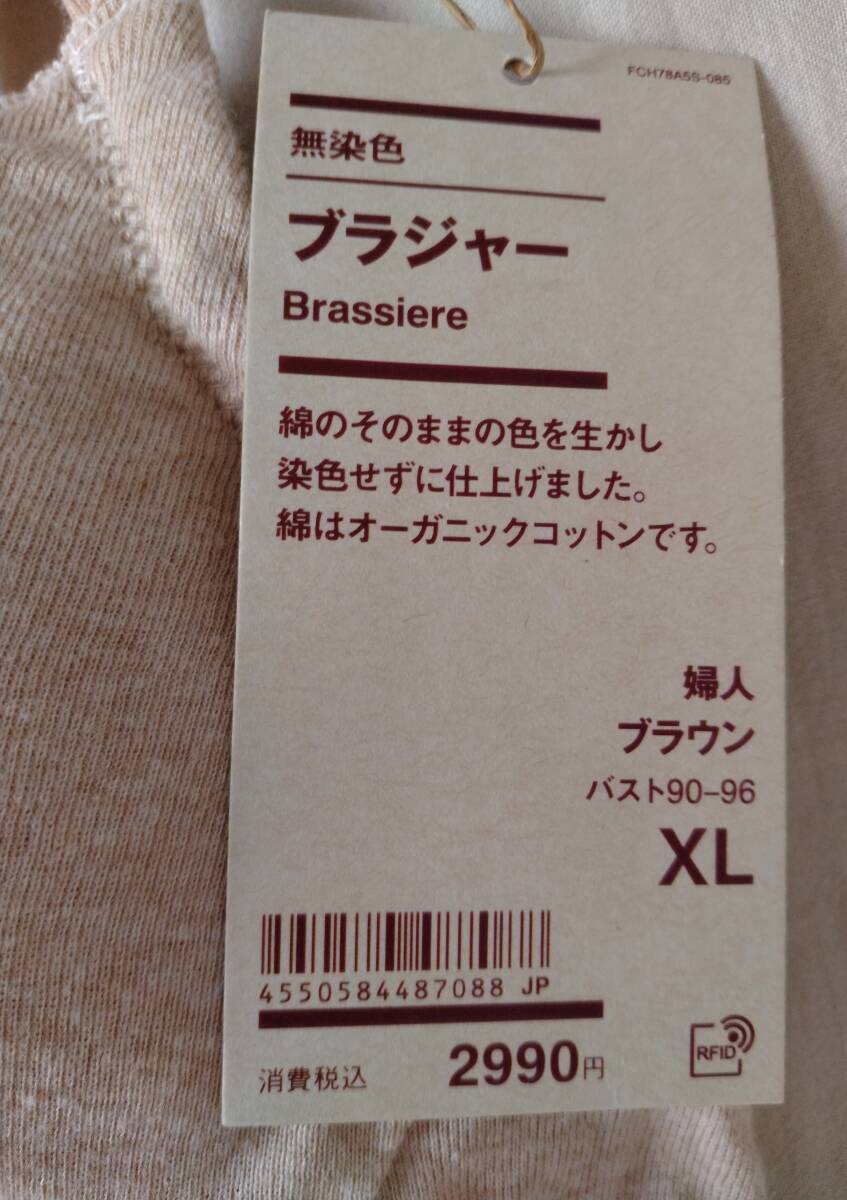 FCH78A5S-085
無染色
ブラジャー
Brassiere
綿のそのままの色を生かし
染色せずに仕上げました。
綿はオーガニックコットンです。
婦人
ブラウン
バスト90-96
XL
4550584487088 JP
消費税込 2990円
RFID